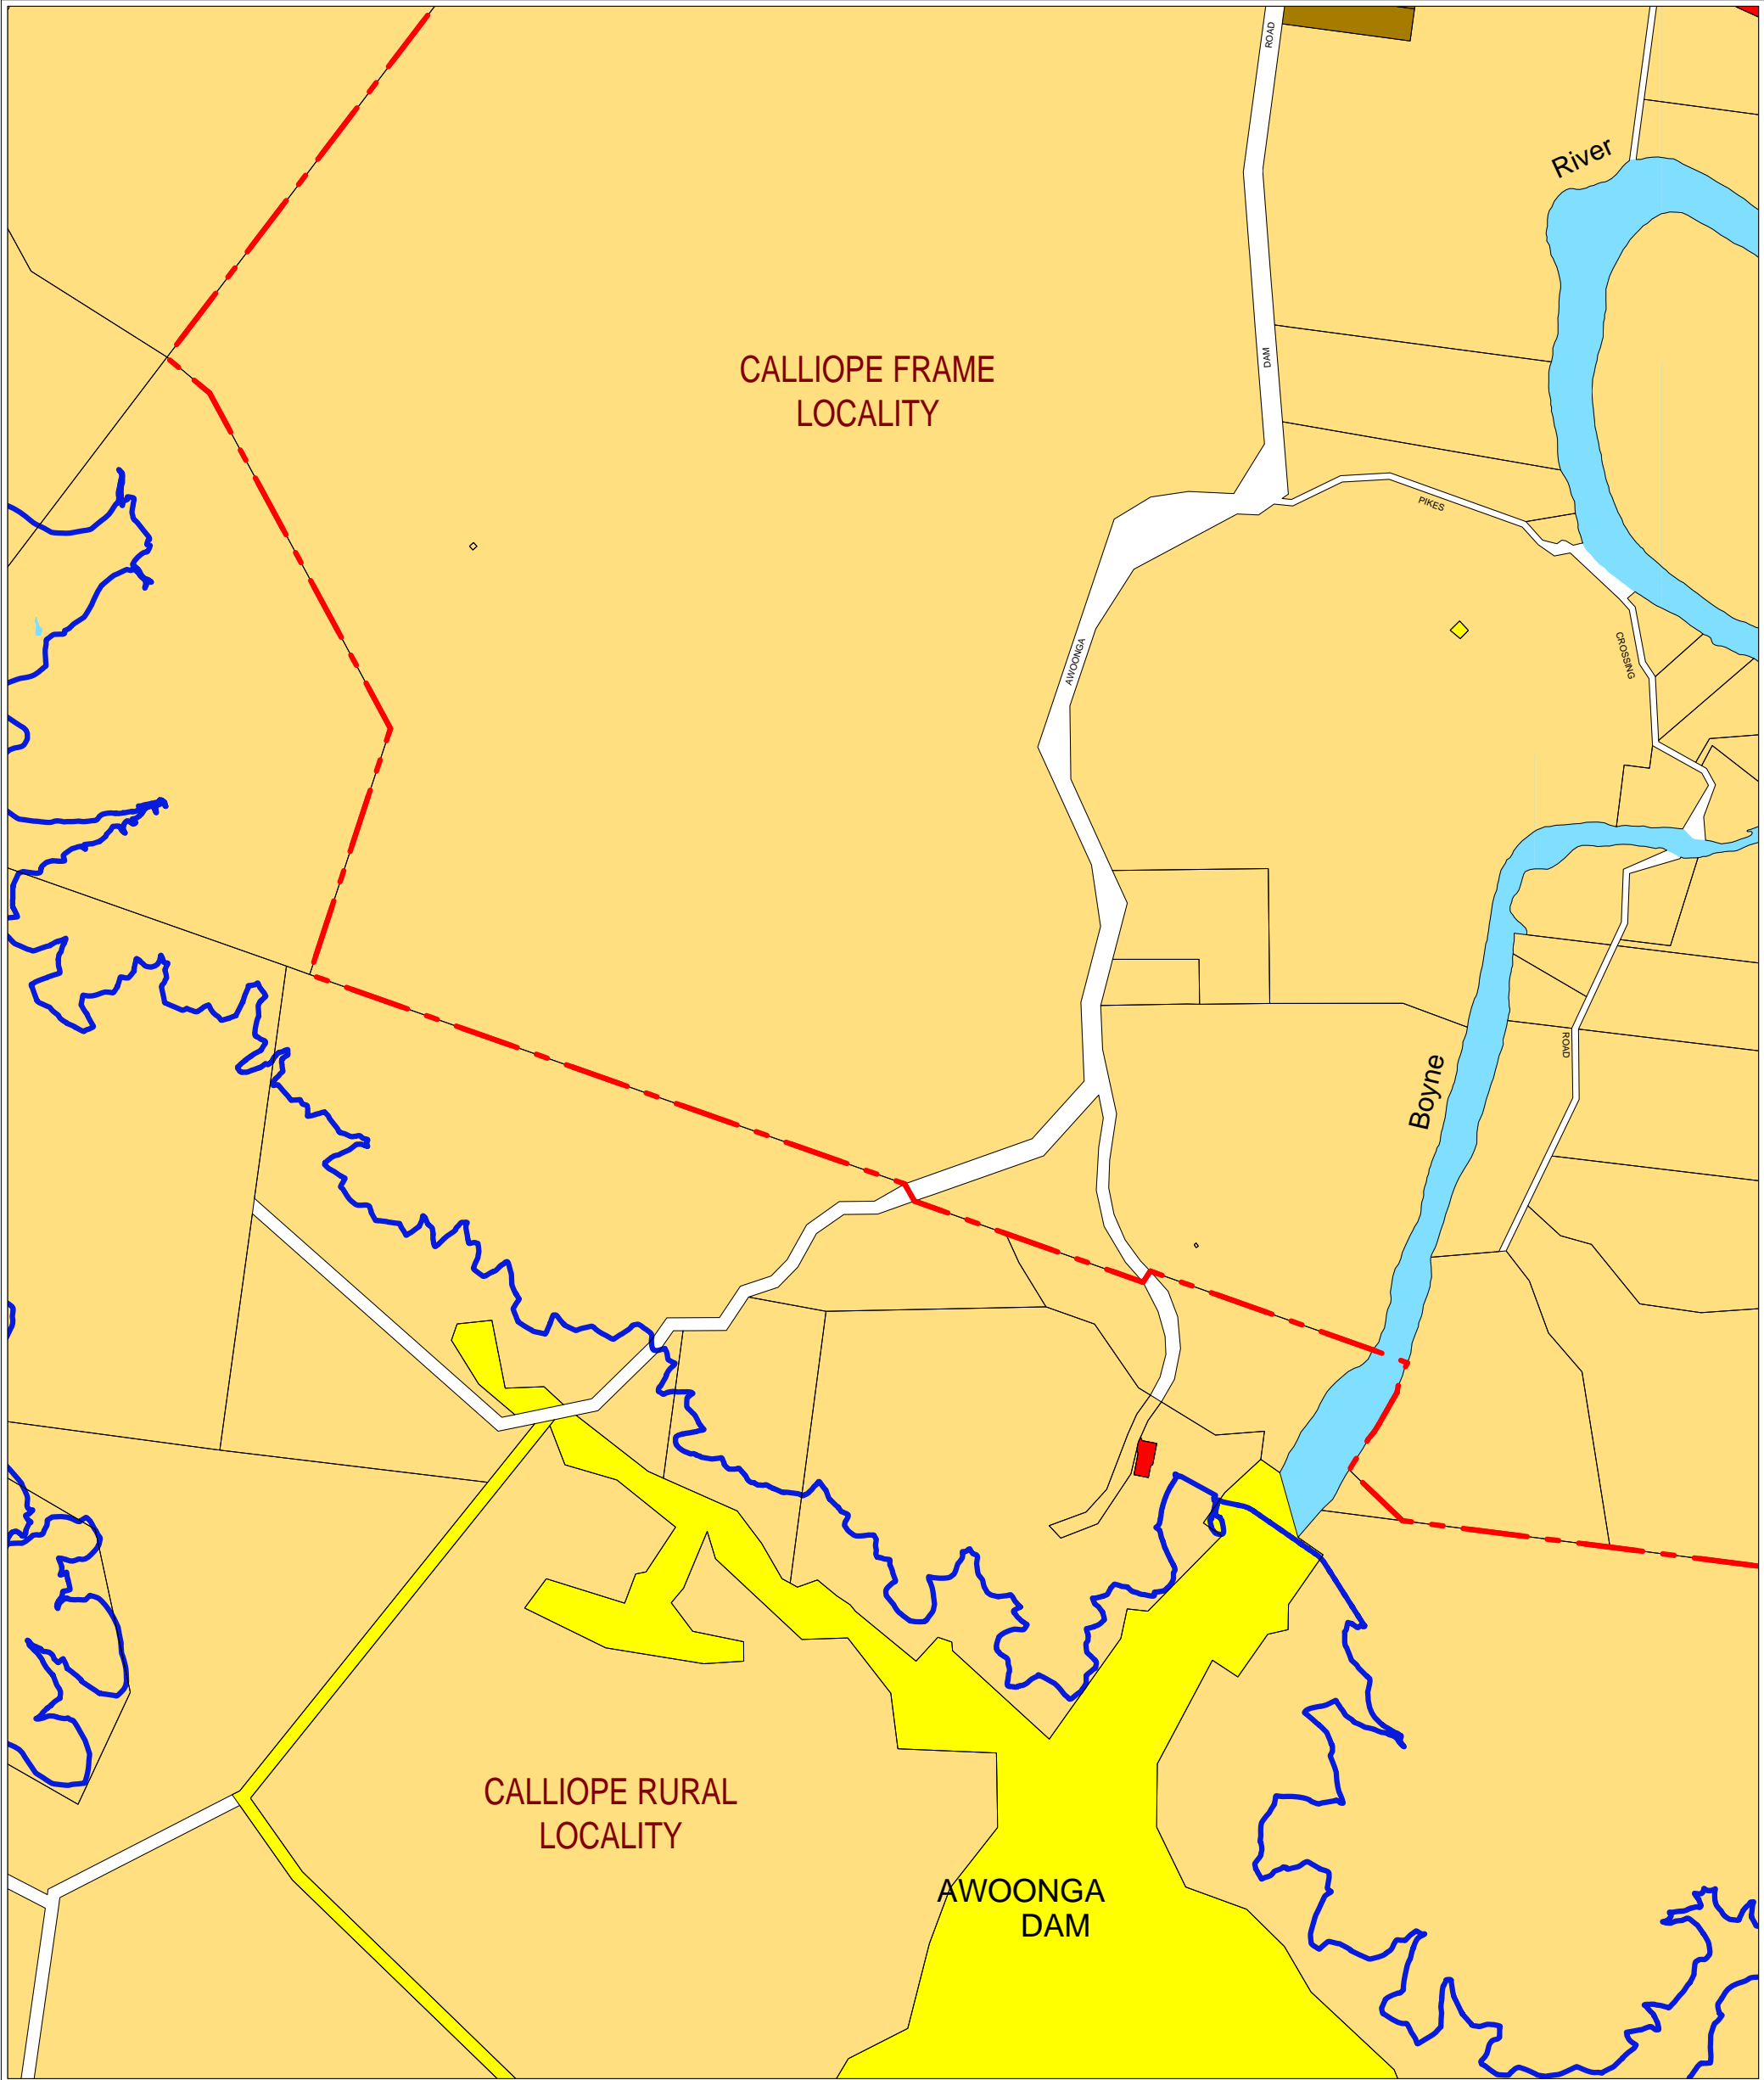 ROAD
River
CALLIOPE FRAME
LOCALITY
DAM
PIKES
CROSSING
AWOONGA
ROAD
Boyne
CALLIOPE RURAL
LOCALITY
AWOONGA
DAM